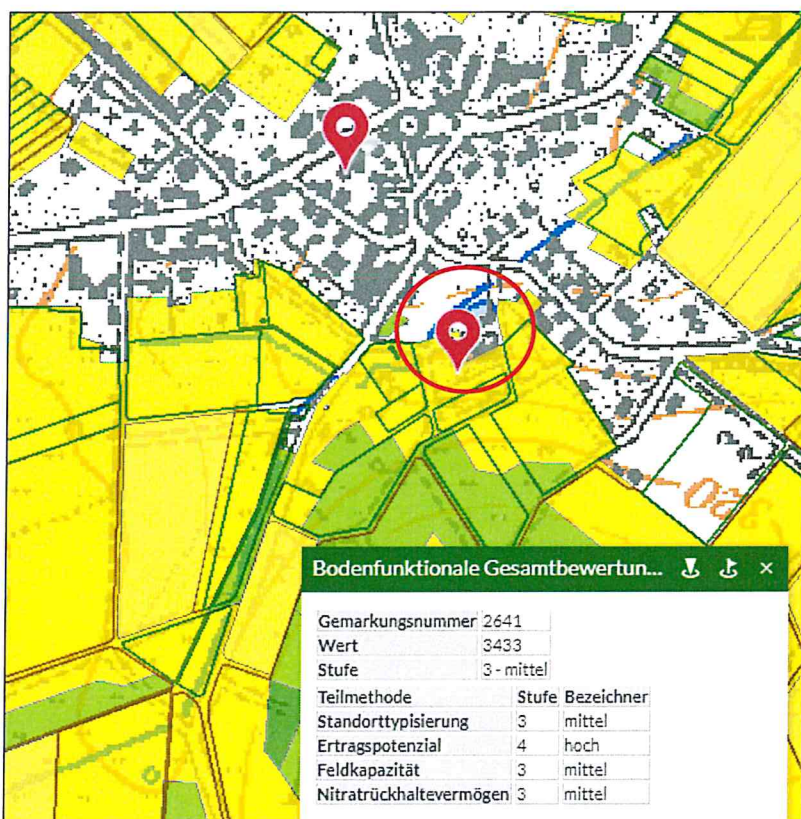 320
Bodenfunktionale Gesamtbewertun...
Gemarkungsnummer 2641
Wert 3433
Stufe 3 - mittel
Teilmethode Stufe Bezeichner
Standorttypisierung 3 mittel
Ertragspotenzial 4 hoch
Feldkapazität 3 mittel
Nitratrückhaltevermögen 3 mittel